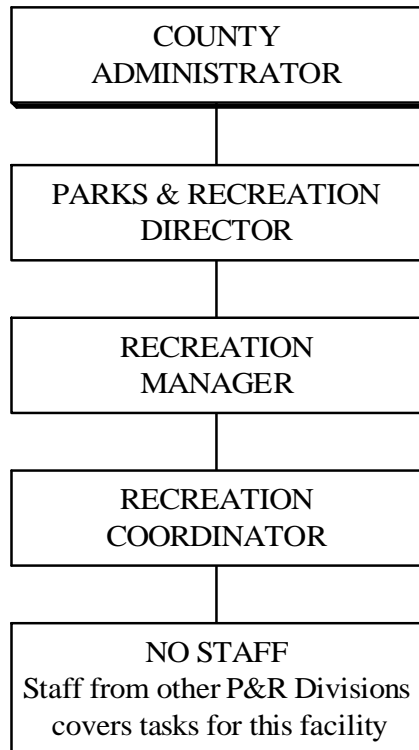 COUNTY
ADMINISTRATOR
PARKS & RECREATION
DIRECTOR
RECREATION
MANAGER
RECREATION
COORDINATOR
NO STAFF
Staff from other P&R Divisions
covers tasks for this facility